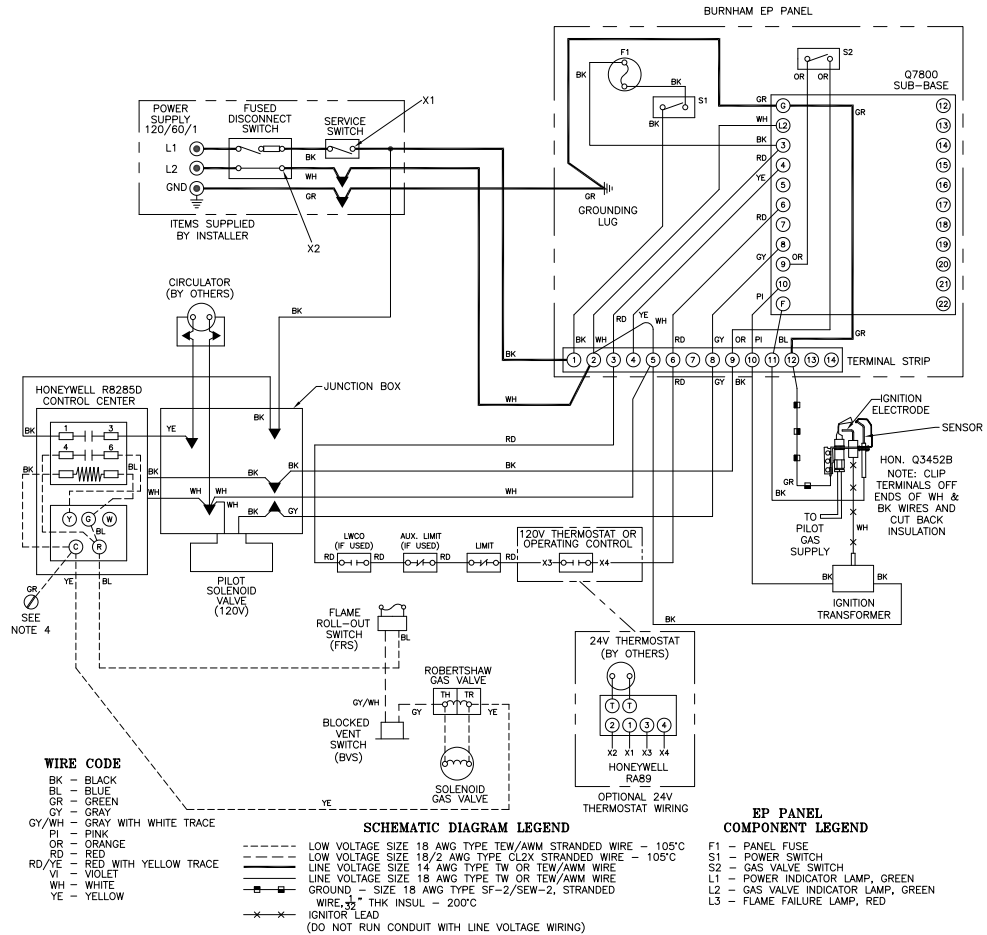 BURNHAM EP PANEL
F1
BK
BK
S1
BK
S2
OR OR
Q7800
SUB-BASE
GR
G
GR
12
WH
L2
13
BK
3
14
RD
4
15
YE
5
16
RD
6
17
7
18
GY
8
19
9
OR
20
PI
10
21
F
22
GR
GROUNDING
LUG
X1
POWER
SUPPLY
120/60/1
FUSED
DISCONNECT
SWITCH
SERVICE
SWITCH
L1
BK
L2
WH
GND
GR
ITEMS SUPPLIED
BY INSTALLER
X2
CIRCULATOR
(BY OTHERS)
BK
BK WH RD YE WH RD GY OR PI BL GR
BK
1 2 3 4 5 6 7 8 9 10 11 12 13 14
TERMINAL STRIP
WH
RD GY BK
HONEYWELL R8285D
CONTROL CENTER
JUNCTION BOX
BK
1 3
YE
BK
4 6
BK
BL
RD
BK
BK
WH
WH
WH
WH
WH
BK
GY
Y G W
BL
C R
YE BL
GR
SEE
NOTE 4
PILOT
SOLENOID
VALVE
(120V)
LWCO
(IF USED)
AUX. LIMIT
(IF USED)
LIMIT
120V THERMOSTAT OR
OPERATING CONTROL
RD RD RD RD
X3 X4
IGNITION
ELECTRODE
SENSOR
HON. Q3452B
NOTE: CLIP
TERMINALS OFF
ENDS OF WH &
BK WIRES AND
CUT BACK
INSULATION
GR
BK
TO
PILOT
GAS
SUPPLY
WH
BK BK
IGNITION
TRANSFORMER
BK
FLAME
ROLL-OUT
SWITCH
(FRS)
BL
24V THERMOSTAT
(BY OTHERS)
T T
2 1 3 4
X2 X1 X3 X4
HONEYWELL
RA89
OPTIONAL 24V
THERMOSTAT WIRING
ROBERTSHAW
GAS VALVE
TH TR
GY/WH
GY YE
BLOCKED
VENT
SWITCH
(BVS)
SOLENOID
GAS VALVE
YE
WIRE CODE
BK – BLACK
BL – BLUE
GR – GREEN
GY – GRAY
GY/WH – GRAY WITH WHITE TRACE
PI – PINK
OR – ORANGE
RD – RED
RD/YE – RED WITH YELLOW TRACE
VI – VIOLET
WH – WHITE
YE – YELLOW
SCHEMATIC DIAGRAM LEGEND
LOW VOLTAGE SIZE 18 AWG TYPE TEW/AWM STRANDED WIRE – 105°C
LOW VOLTAGE SIZE 18/2 AWG TYPE CL2X STRANDED WIRE – 105°C
LINE VOLTAGE SIZE 14 AWG TYPE TW OR TEW/AWM WIRE
LINE VOLTAGE SIZE 18 AWG TYPE TW OR TEW/AWM WIRE
GROUND – SIZE 18 AWG TYPE SF-2/SEW-2, STRANDED
WIRE, 1/32" THK INSUL – 200°C
IGNITOR LEAD
(DO NOT RUN CONDUIT WITH LINE VOLTAGE WIRING)
EP PANEL
COMPONENT LEGEND
F1 – PANEL FUSE
S1 – POWER SWITCH
S2 – GAS VALVE SWITCH
L1 – POWER INDICATOR LAMP, GREEN
L2 – GAS VALVE INDICATOR LAMP, GREEN
L3 – FLAME FAILURE LAMP, RED